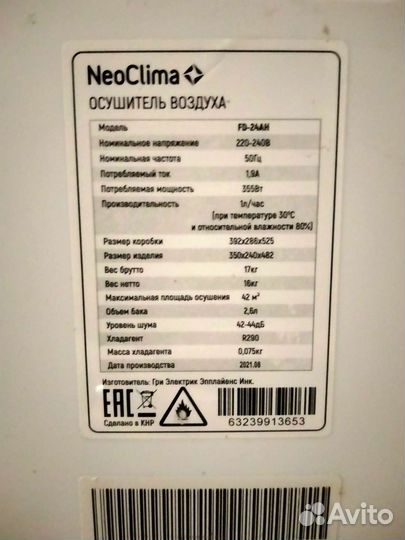 NeoClima
ОСУШИТЕЛЬ ВОЗДУХА
Модель FD-24AH
Номинальное напряжение 220-240В
Номинальная частота 50Гц
Потребляемый ток 1,9А
Потребляемая мощность 355Вт
Производительность 1л/час
(при температуре 30°С
и относительной влажности 80%)
Размер коробки 392x286x525
Размер изделия 350x240x482
Вес брутто 17кг
Вес нетто 16кг
Максимальная площадь осушения 42 м²
Объем бака 2,6л
Уровень шума 42-44дБ
Хладагент R290
Масса хладагента 0,075кг
Дата производства 2021.08
Изготовитель: Гри Электрик Эпплайенс Инк.
EAC
Сделано в КНР
63239913653
Avito